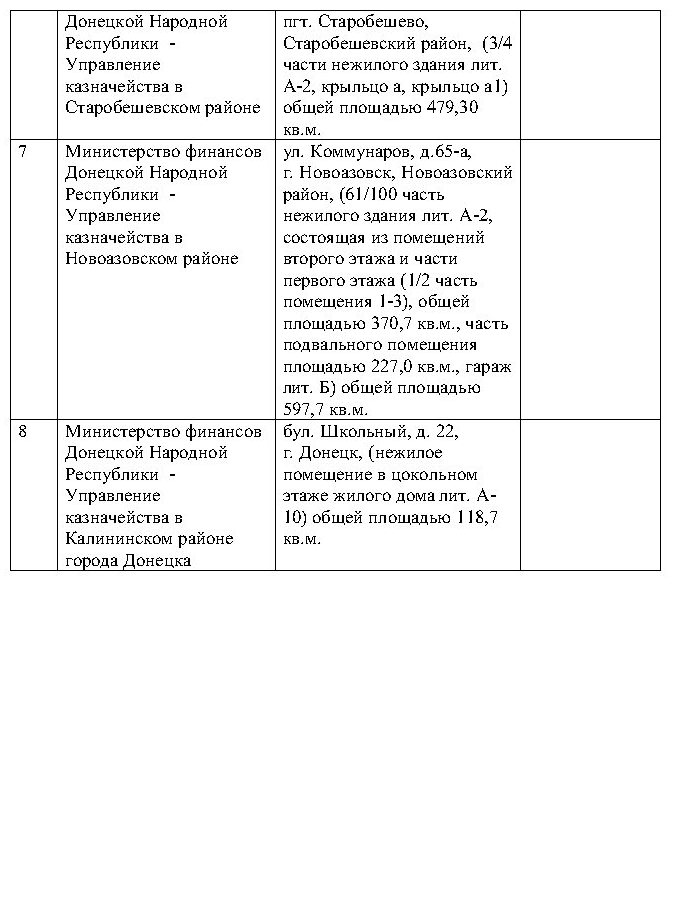 Донецкой Народной
Республики -
Управление
казначейства в
Старобешевском районе
пгт. Старобешево,
Старобешевский район, (3/4
части нежилого здания лит.
А-2, крыльцо а, крыльцо а1)
общей площадью 479,30
кв.м.
7
Министерство финансов
Донецкой Народной
Республики -
Управление
казначейства в
Новоазовском районе
ул. Коммунаров, д.65-а,
г. Новоазовск, Новоазовский
район, (61/100 часть
нежилого здания лит. А-2,
состоящая из помещений
второго этажа и части
первого этажа (1/2 часть
помещения 1-3), общей
площадью 370,7 кв.м., часть
подвального помещения
площадью 227,0 кв.м., гараж
лит. Б) общей площадью
597,7 кв.м.
8
Министерство финансов
Донецкой Народной
Республики -
Управление
казначейства в
Калининском районе
города Донецка
бул. Школьный, д. 22,
г. Донецк, (нежилое
помещение в цокольном
этаже жилого дома лит. А-
10) общей площадью 118,7
кв.м.